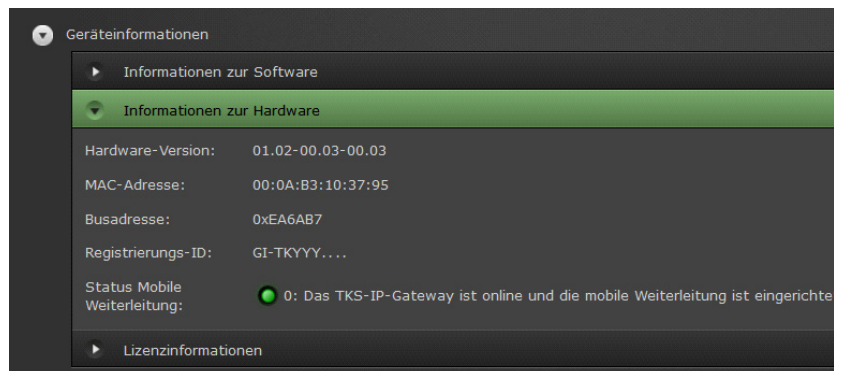 Geräteinformationen
Informationen zur Software
Informationen zur Hardware
Hardware-Version: 01.02-00.03-00.03
MAC-Adresse: 00:0A:B3:10:37:95
Busadresse: 0xEA6AB7
Registrierungs-ID: GI-TKYYY....
Status Mobile
Weiterleitung: 0: Das TKS-IP-Gateway ist online und die mobile Weiterleitung ist eingerichte
Lizenzinformationen